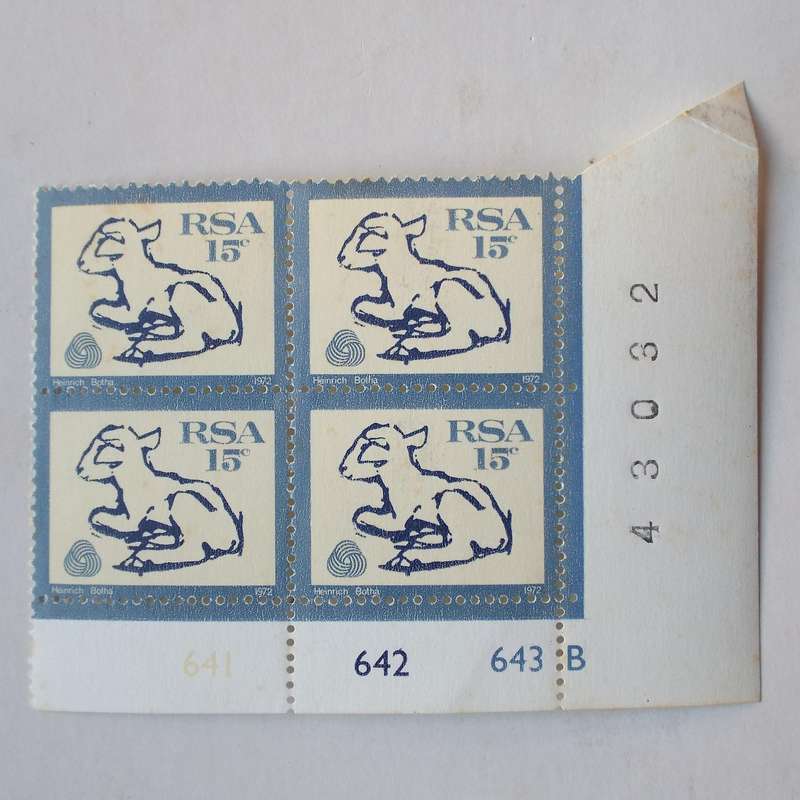 RSA
15c
Heinrich Botha 1972
RSA
15c
Heinrich Botha 1972
RSA
15c
Heinrich Botha 1972
RSA
15c
Heinrich Botha 1972
641 642 643 B
43032